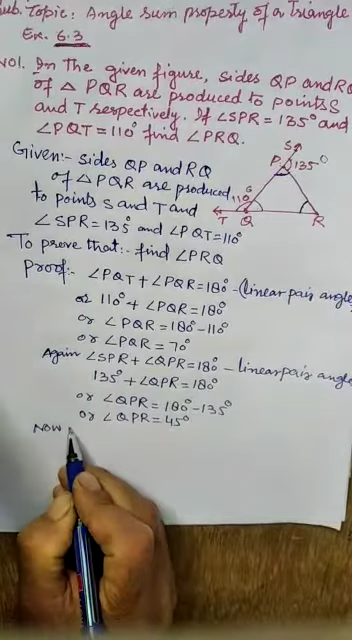 Sub. Topic: Angle sum property of a Triangle
Ex. 6.3
No1. In the given figure, sides QP and RQ
of △ PQR are produced to points S
and T respectively. If ∠SPR = 135° and
∠PQT = 110° find ∠PRQ.
Given:- sides QP and RQ
of △PQR are produced
to points S and T and
∠SPR = 135° and ∠PQT = 110°
S
P
135°
110°
T Q R
To prove that:- find ∠PRQ
Proof:- ∠PQT + ∠PQR = 180° - (linear pair angle
or 110° + ∠PQR = 180°
or ∠PQR = 180° - 110°
or ∠PQR = 70°
Again ∠SPR + ∠QPR = 180° - linear pair angle
135° + ∠QPR = 180°
or ∠QPR = 180° - 135°
or ∠QPR = 45°
Now